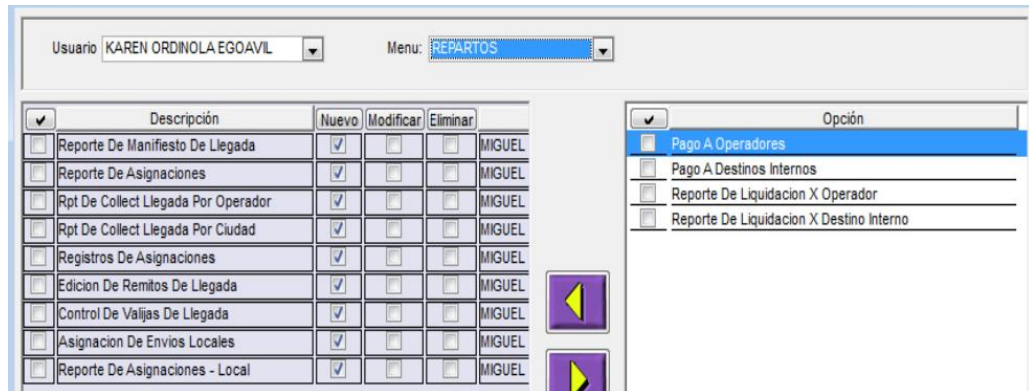 Usuario KAREN ORDINOLA EGOAVIL Menu: REPARTOS
Descripción Nuevo Modificar Eliminar
Reporte De Manifiesto De Llegada MIGUEL
Reporte De Asignaciones MIGUEL
Rpt De Collect Llegada Por Operador MIGUEL
Rpt De Collect Llegada Por Ciudad MIGUEL
Registros De Asignaciones MIGUEL
Edicion De Remitos De Llegada MIGUEL
Control De Valijas De Llegada MIGUEL
Asignacion De Envios Locales MIGUEL
Reporte De Asignaciones - Local MIGUEL
Opción
Pago A Operadores
Pago A Destinos Internos
Reporte De Liquidacion X Operador
Reporte De Liquidacion X Destino Interno